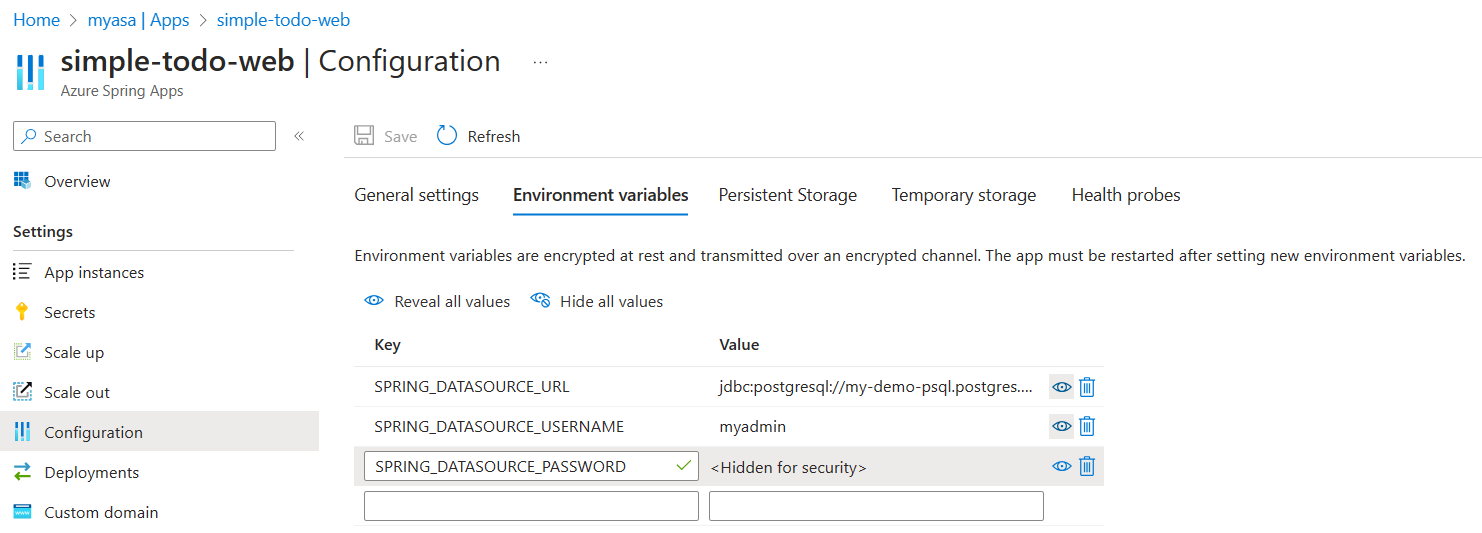 Home > myasa | Apps > simple-todo-web
simple-todo-web | Configuration ...
Azure Spring Apps
Search «
Save Refresh
Overview
General settings Environment variables Persistent Storage Temporary storage Health probes
Settings
Environment variables are encrypted at rest and transmitted over an encrypted channel. The app must be restarted after setting new environment variables.
App instances
Reveal all values Hide all values
Secrets
Key Value
Scale up
SPRING_DATASOURCE_URL jdbc:postgresql://my-demo-psql.postgres....
Scale out
SPRING_DATASOURCE_USERNAME myadmin
Configuration
SPRING_DATASOURCE_PASSWORD <Hidden for security>
Deployments
www Custom domain